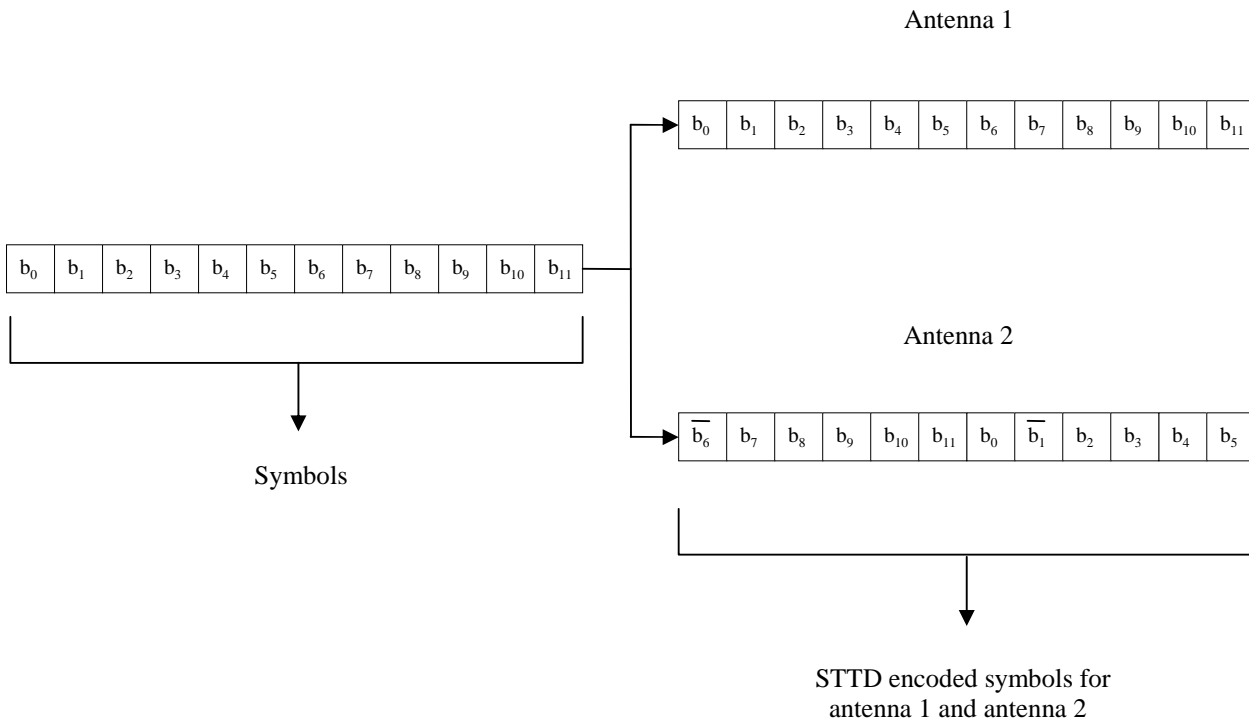 Antenna 1
b₀ b₁ b₂ b₃ b₄ b₅ b₆ b₇ b₈ b₉ b₁₀ b₁₁
b₀ b₁ b₂ b₃ b₄ b₅ b₆ b₇ b₈ b₉ b₁₀ b₁₁
Antenna 2
b̅₆ b₇ b₈ b₉ b₁₀ b₁₁ b₀ b̅₁ b₂ b₃ b₄ b₅
Symbols
STTD encoded symbols for
antenna 1 and antenna 2